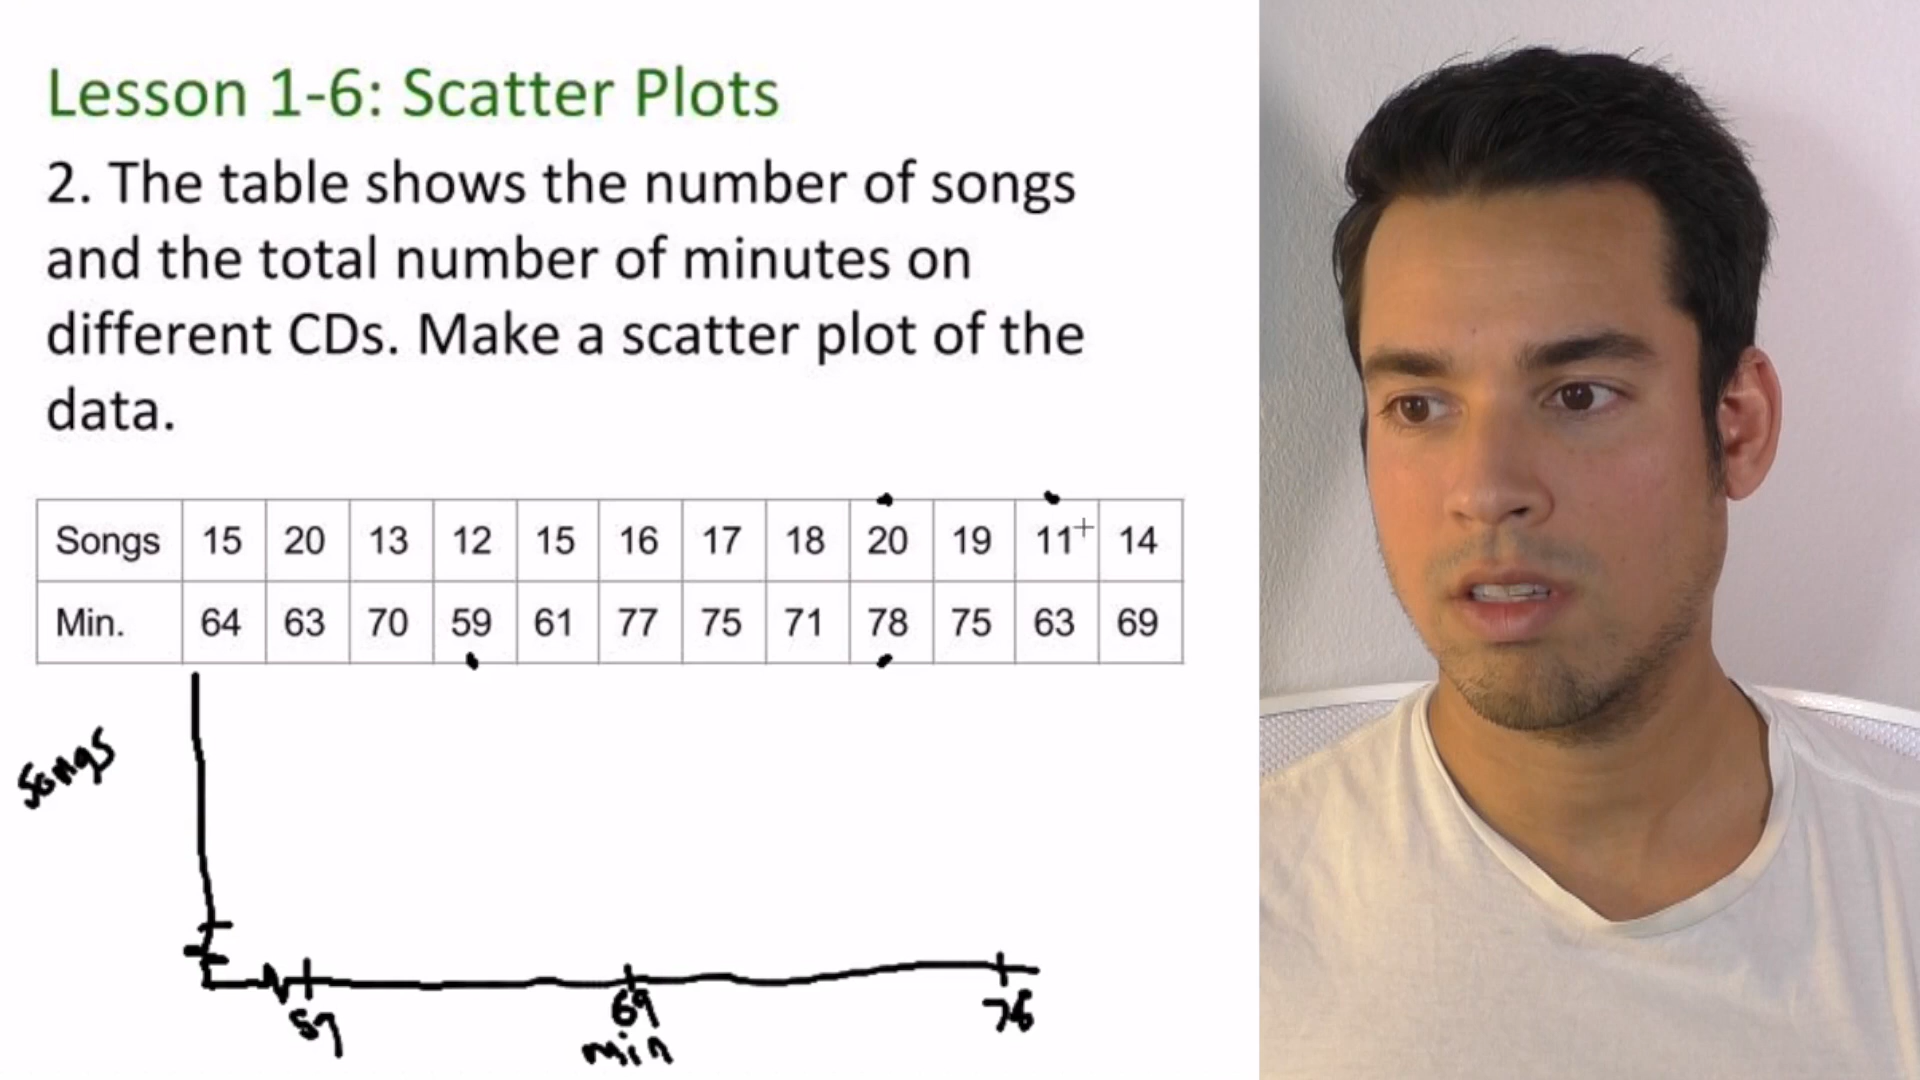 Lesson 1-6: Scatter Plots
2. The table shows the number of songs
and the total number of minutes on
different CDs. Make a scatter plot of the
data.
Songs 15 20 13 12 15 16 17 18 20 19 11 14
Min. 64 63 70 59 61 77 75 71 78 75 63 69
songs
59 69 78
min